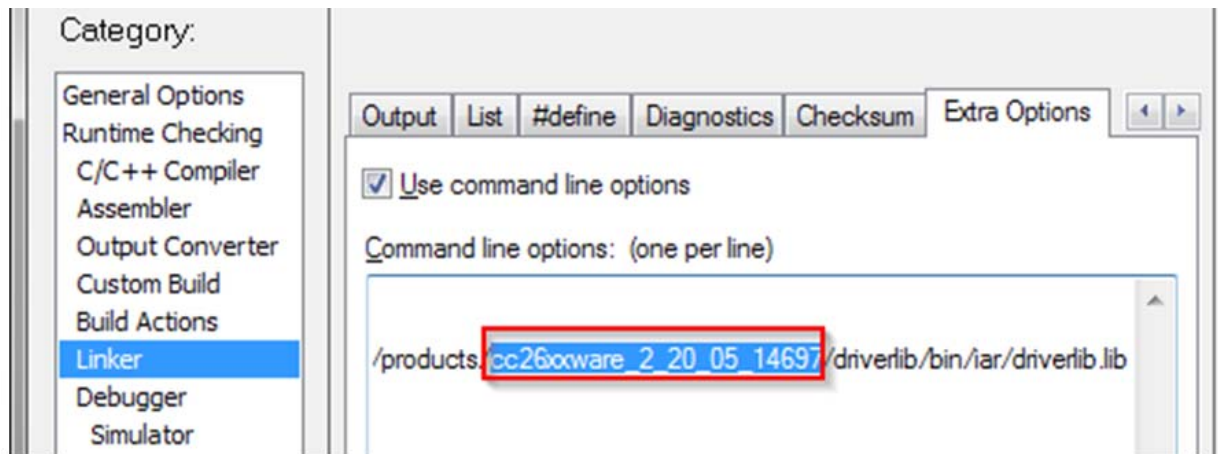 Category:
General Options
Runtime Checking
C/C++ Compiler
Assembler
Output Converter
Custom Build
Build Actions
Linker
Debugger
Simulator
Output List #define Diagnostics Checksum Extra Options
Use command line options
Command line options: (one per line)
/products/cc26xxware_2_20_05_14697/driverlib/bin/iar/driverlib.lib